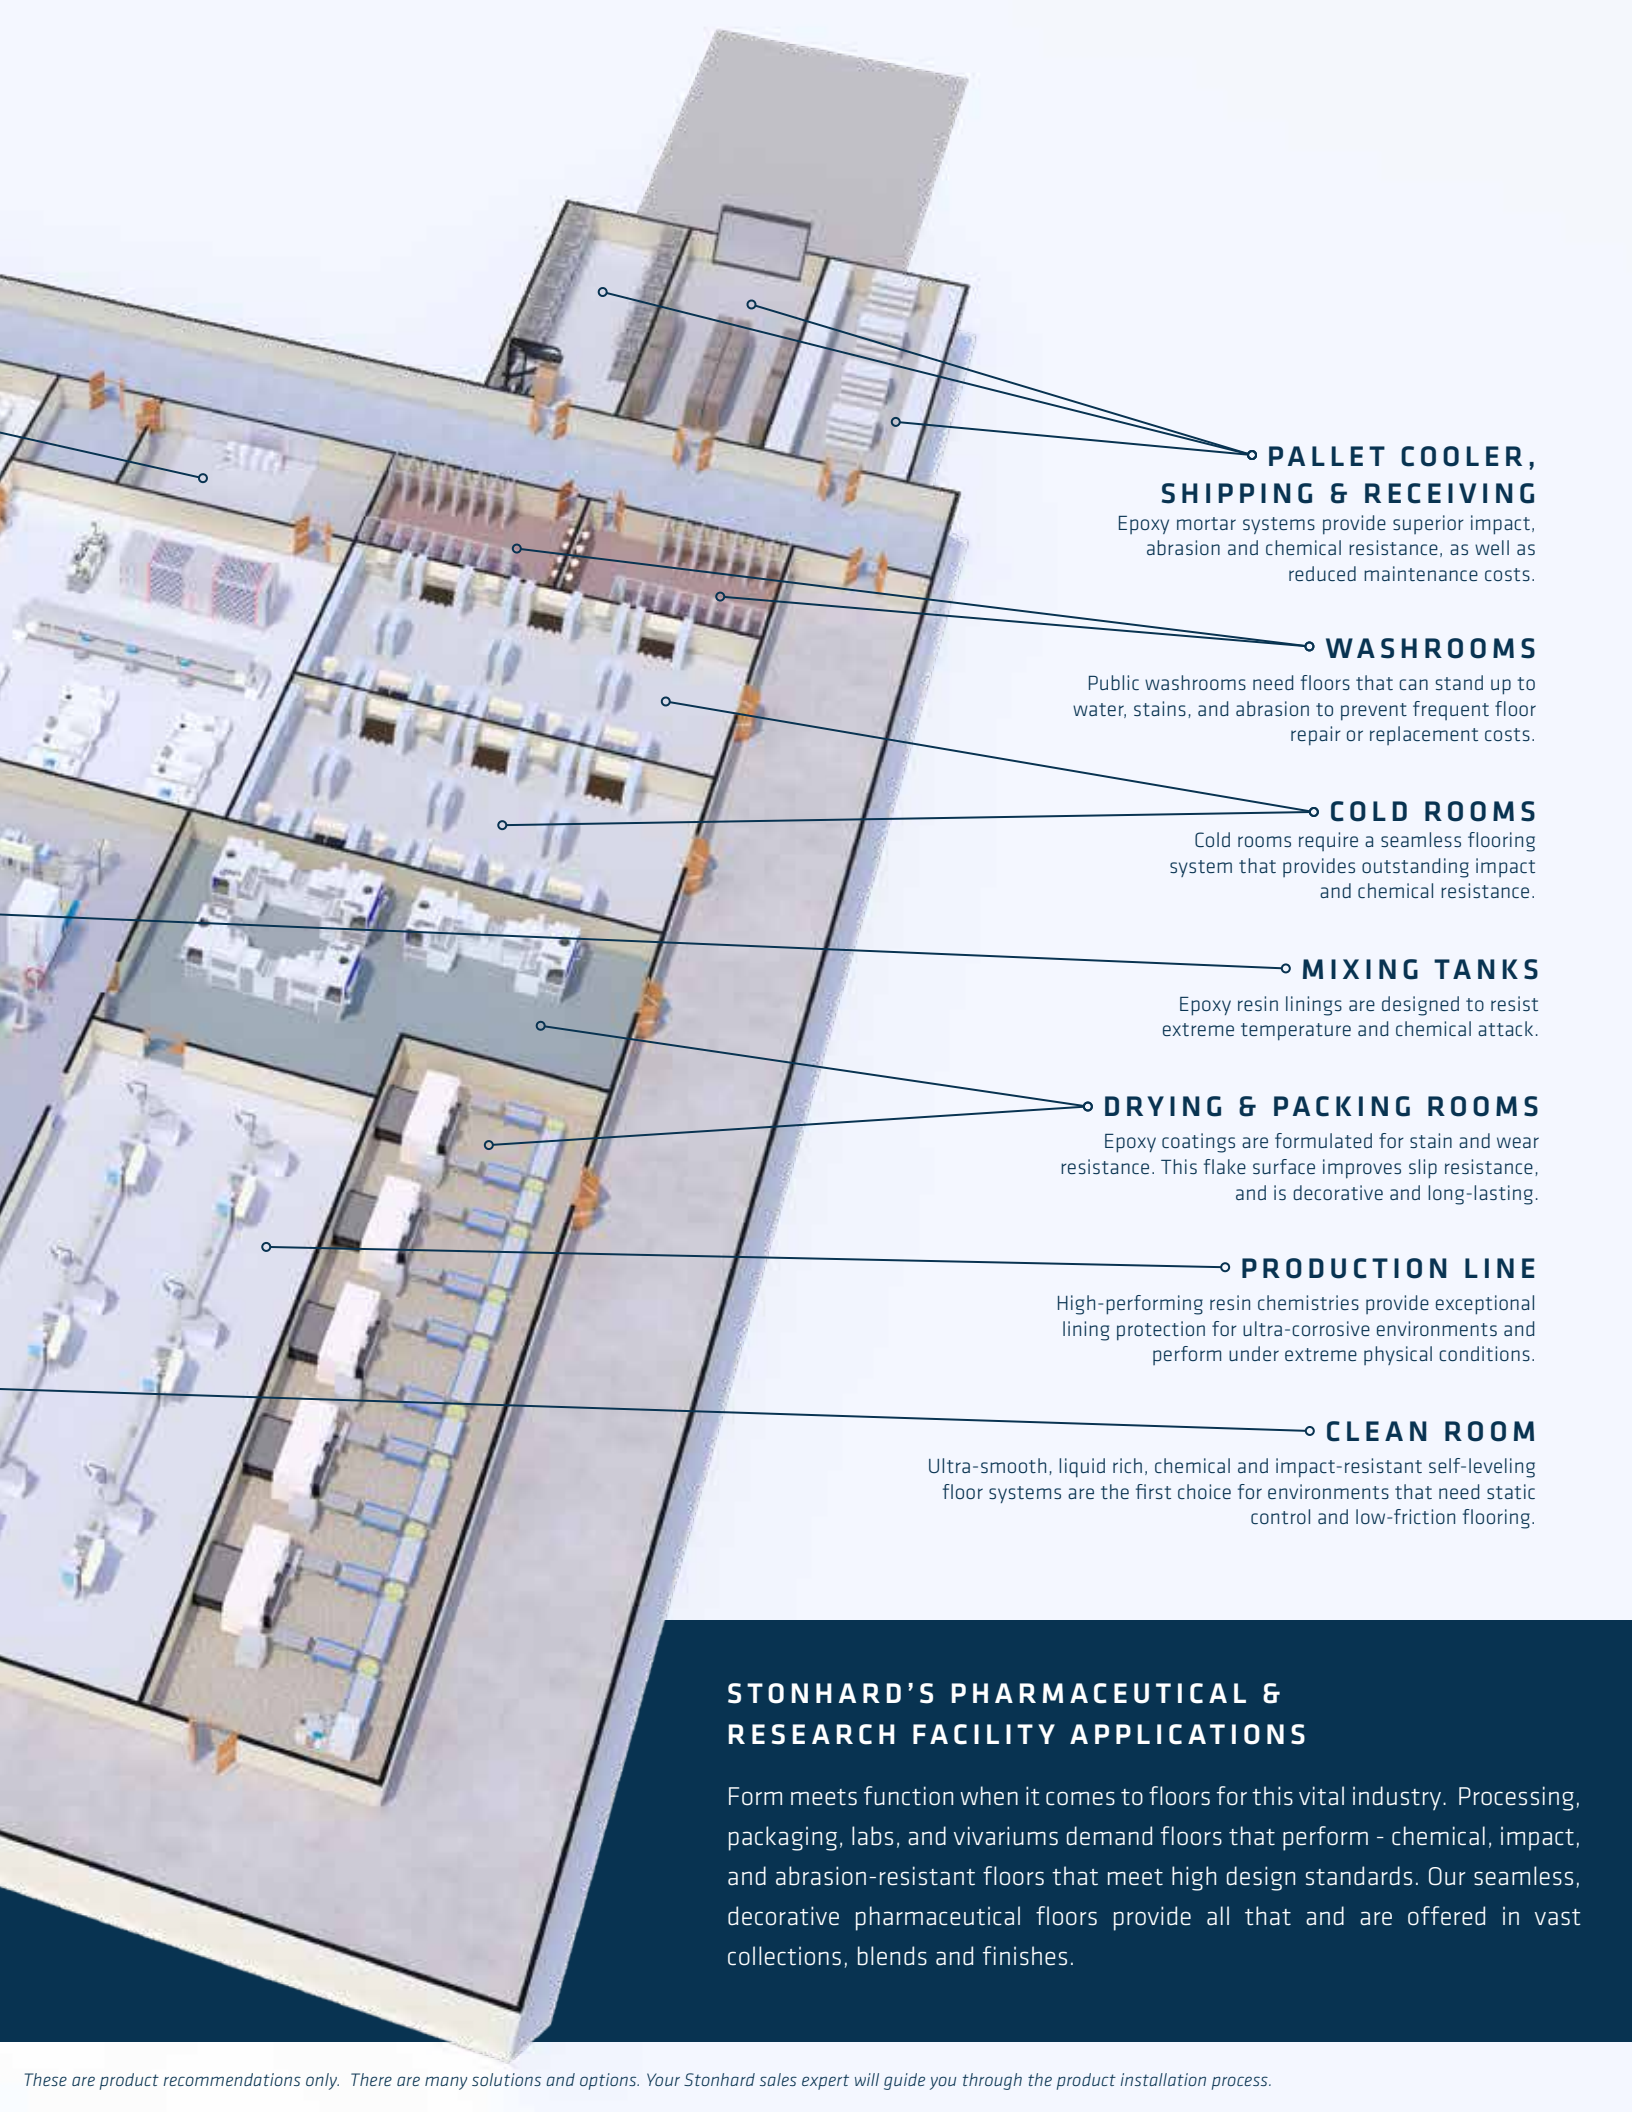 PALLET COOLER,
SHIPPING & RECEIVING
Epoxy mortar systems provide superior impact,
abrasion and chemical resistance, as well as
reduced maintenance costs.
WASHROOMS
Public washrooms need floors that can stand up to
water, stains, and abrasion to prevent frequent floor
repair or replacement costs.
COLD ROOMS
Cold rooms require a seamless flooring
system that provides outstanding impact
and chemical resistance.
MIXING TANKS
Epoxy resin linings are designed to resist
extreme temperature and chemical attack.
DRYING & PACKING ROOMS
Epoxy coatings are formulated for stain and wear
resistance. This flake surface improves slip resistance,
and is decorative and long-lasting.
PRODUCTION LINE
High-performing resin chemistries provide exceptional
lining protection for ultra-corrosive environments and
perform under extreme physical conditions.
CLEAN ROOM
Ultra-smooth, liquid rich, chemical and impact-resistant self-leveling
floor systems are the first choice for environments that need static
control and low-friction flooring.
STONHARD’S PHARMACEUTICAL &
RESEARCH FACILITY APPLICATIONS
Form meets function when it comes to floors for this vital industry. Processing,
packaging, labs, and vivariums demand floors that perform - chemical, impact,
and abrasion-resistant floors that meet high design standards. Our seamless,
decorative pharmaceutical floors provide all that and are offered in vast
collections, blends and finishes.
These are product recommendations only. There are many solutions and options. Your Stonhard sales expert will guide you through the product installation process.